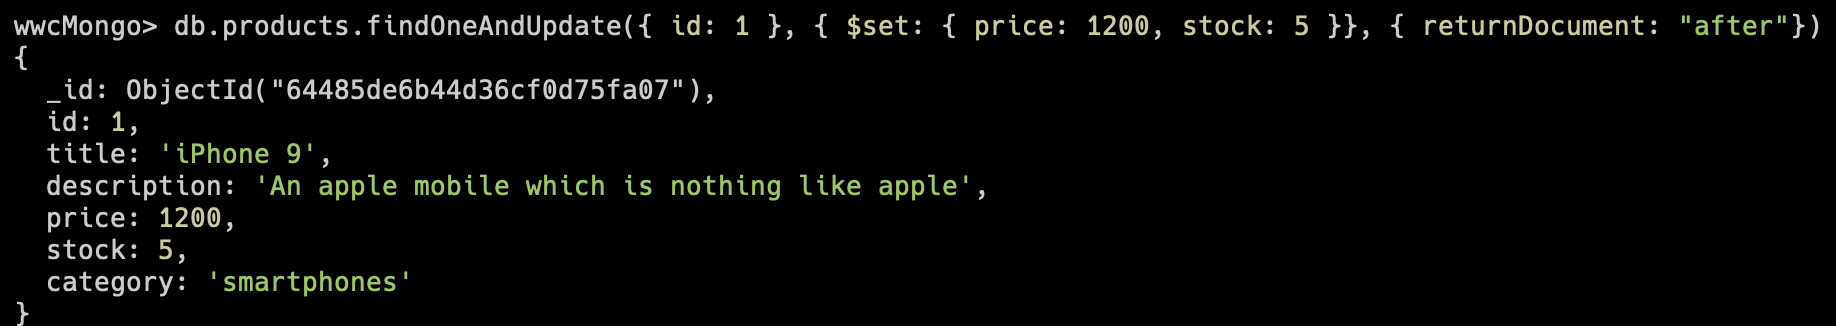 wwcMongo> db.products.findOneAndUpdate({ id: 1 }, { $set: { price: 1200, stock: 5 }}, { returnDocument: "after"})
{
  _id: ObjectId("64485de6b44d36cf0d75fa07"),
  id: 1,
  title: 'iPhone 9',
  description: 'An apple mobile which is nothing like apple',
  price: 1200,
  stock: 5,
  category: 'smartphones'
}